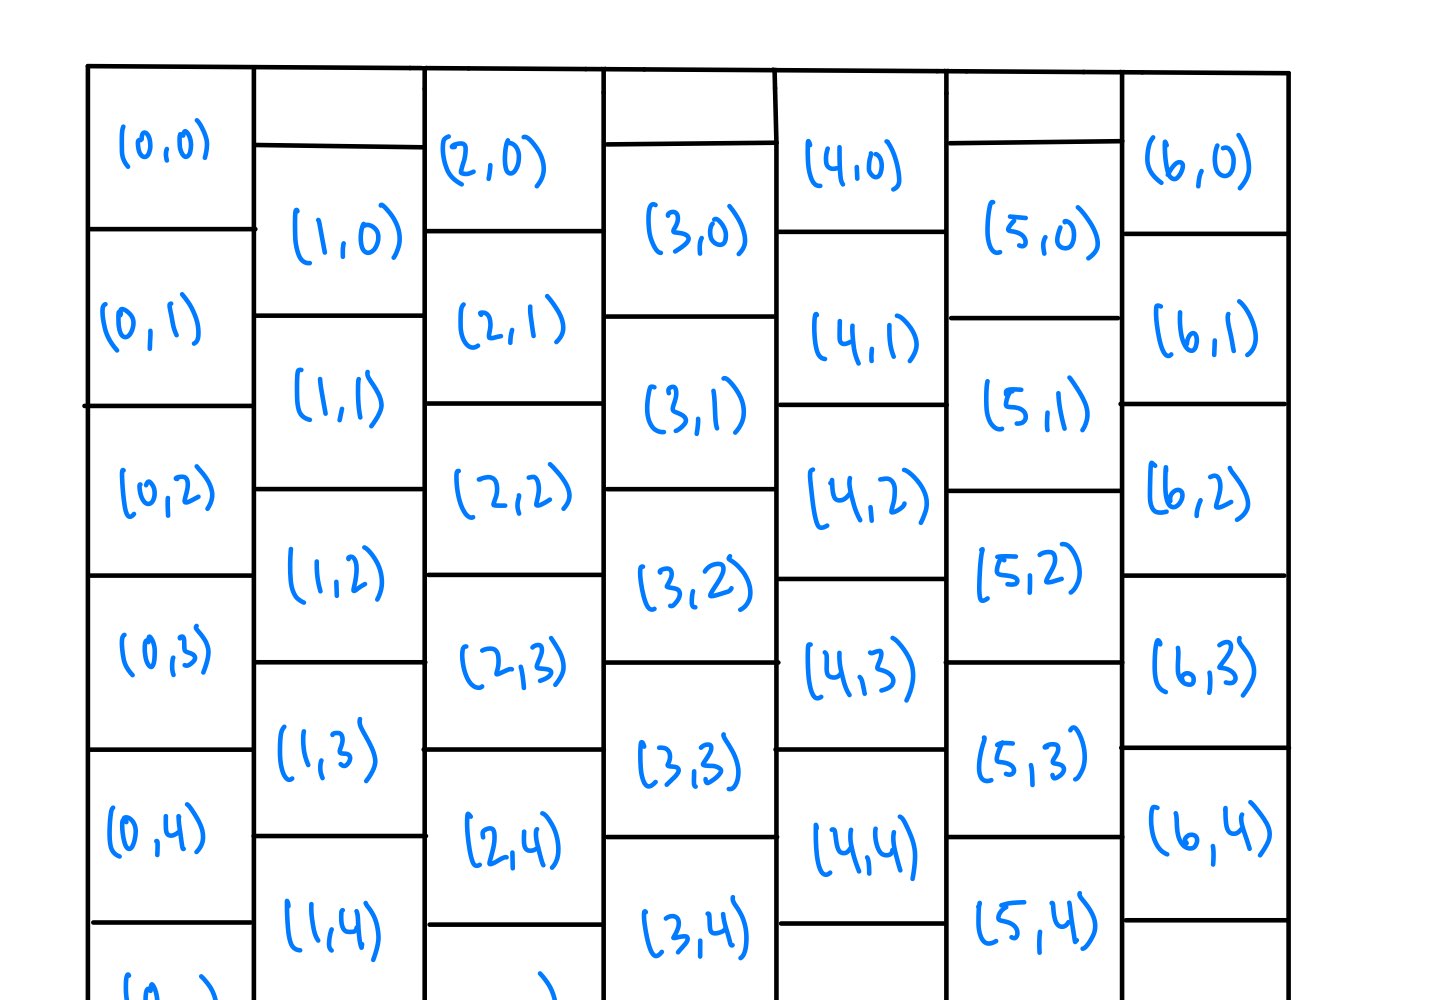 (0,0) (2,0) (4,0) (6,0)
(1,0) (3,0) (5,0)
(0,1) (2,1) (4,1) (6,1)
(1,1) (3,1) (5,1)
(0,2) (2,2) (4,2) (6,2)
(1,2) (3,2) (5,2)
(0,3) (2,3) (4,3) (6,3)
(1,3) (3,3) (5,3)
(0,4) (2,4) (4,4) (6,4)
(1,4) (3,4) (5,4)